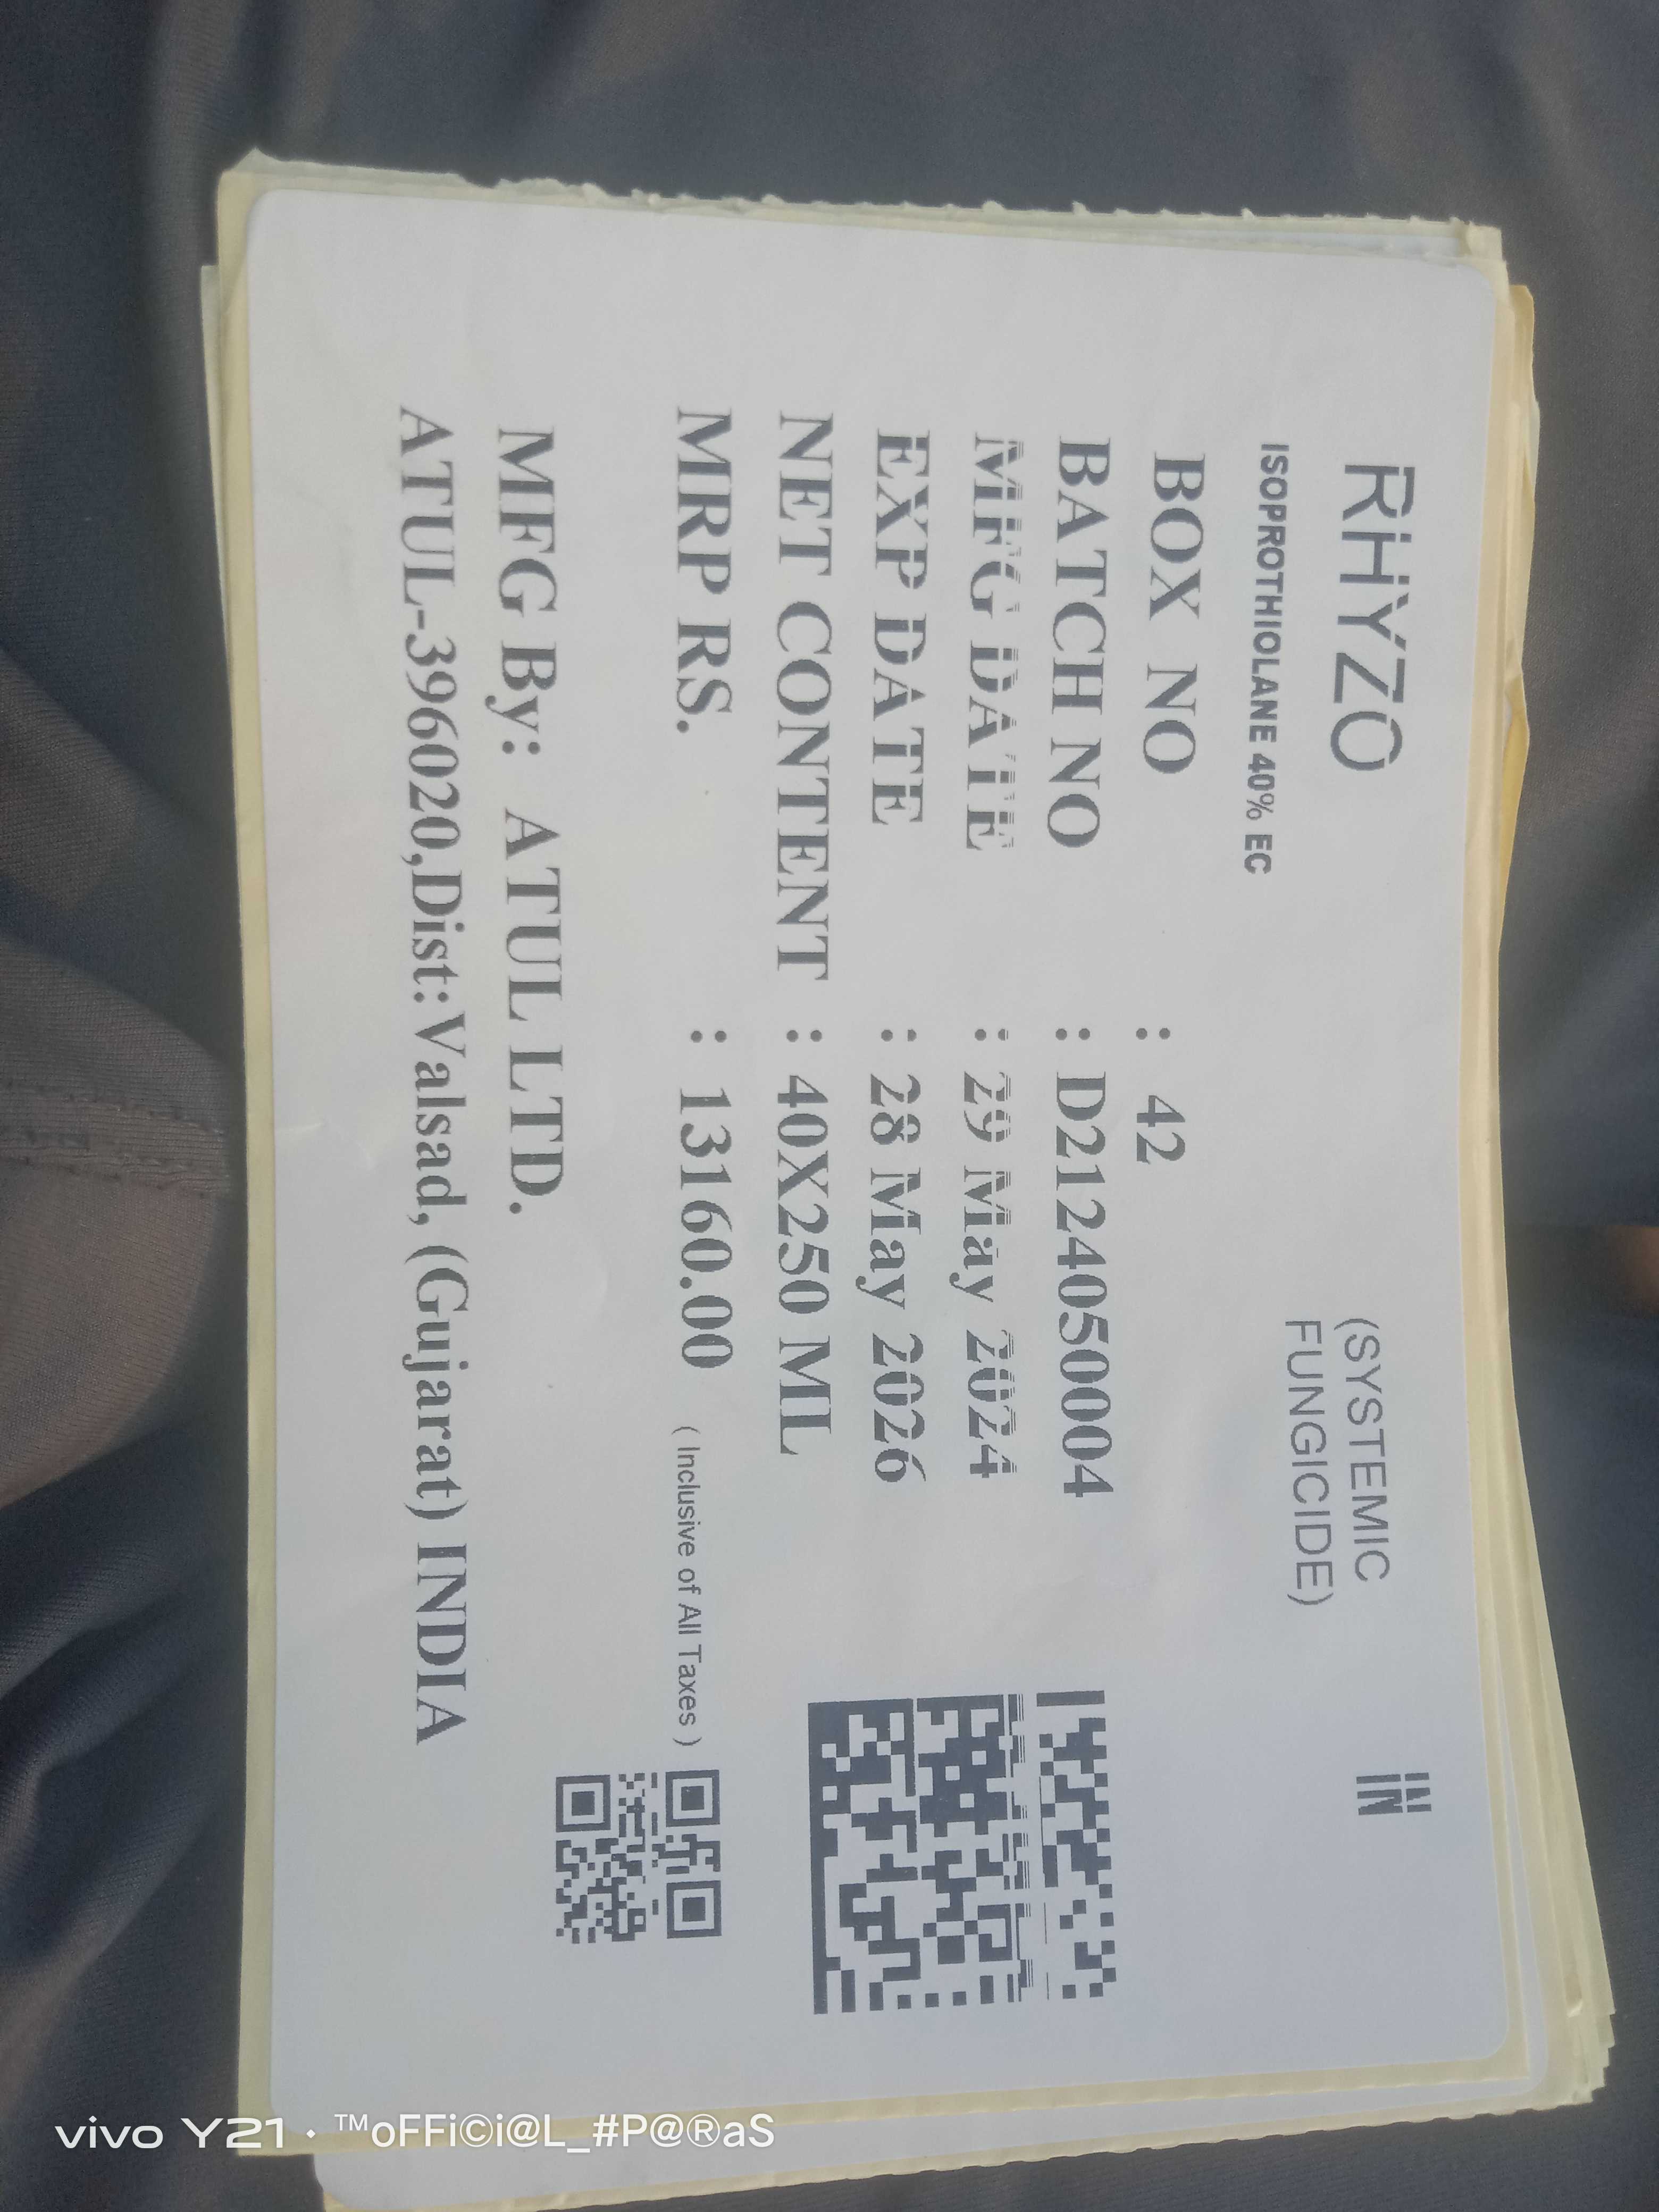 RHYZO
ISOPROTHIOLANE 40% EC
(SYSTEMIC
FUNGICIDE)
IN
BOX NO : 42
BATCH NO : D2124050004
MFG DATE : 29 May 2024
EXP DATE : 28 May 2026
NET CONTENT : 40X250 ML
MRP RS. : 13160.00 ( Inclusive of All Taxes )
MFG By: ATUL LTD.
ATUL-396020,Dist:Valsad, (Gujarat) INDIA
vivo Y21 · ™oFFi©i@L_#P@®aS